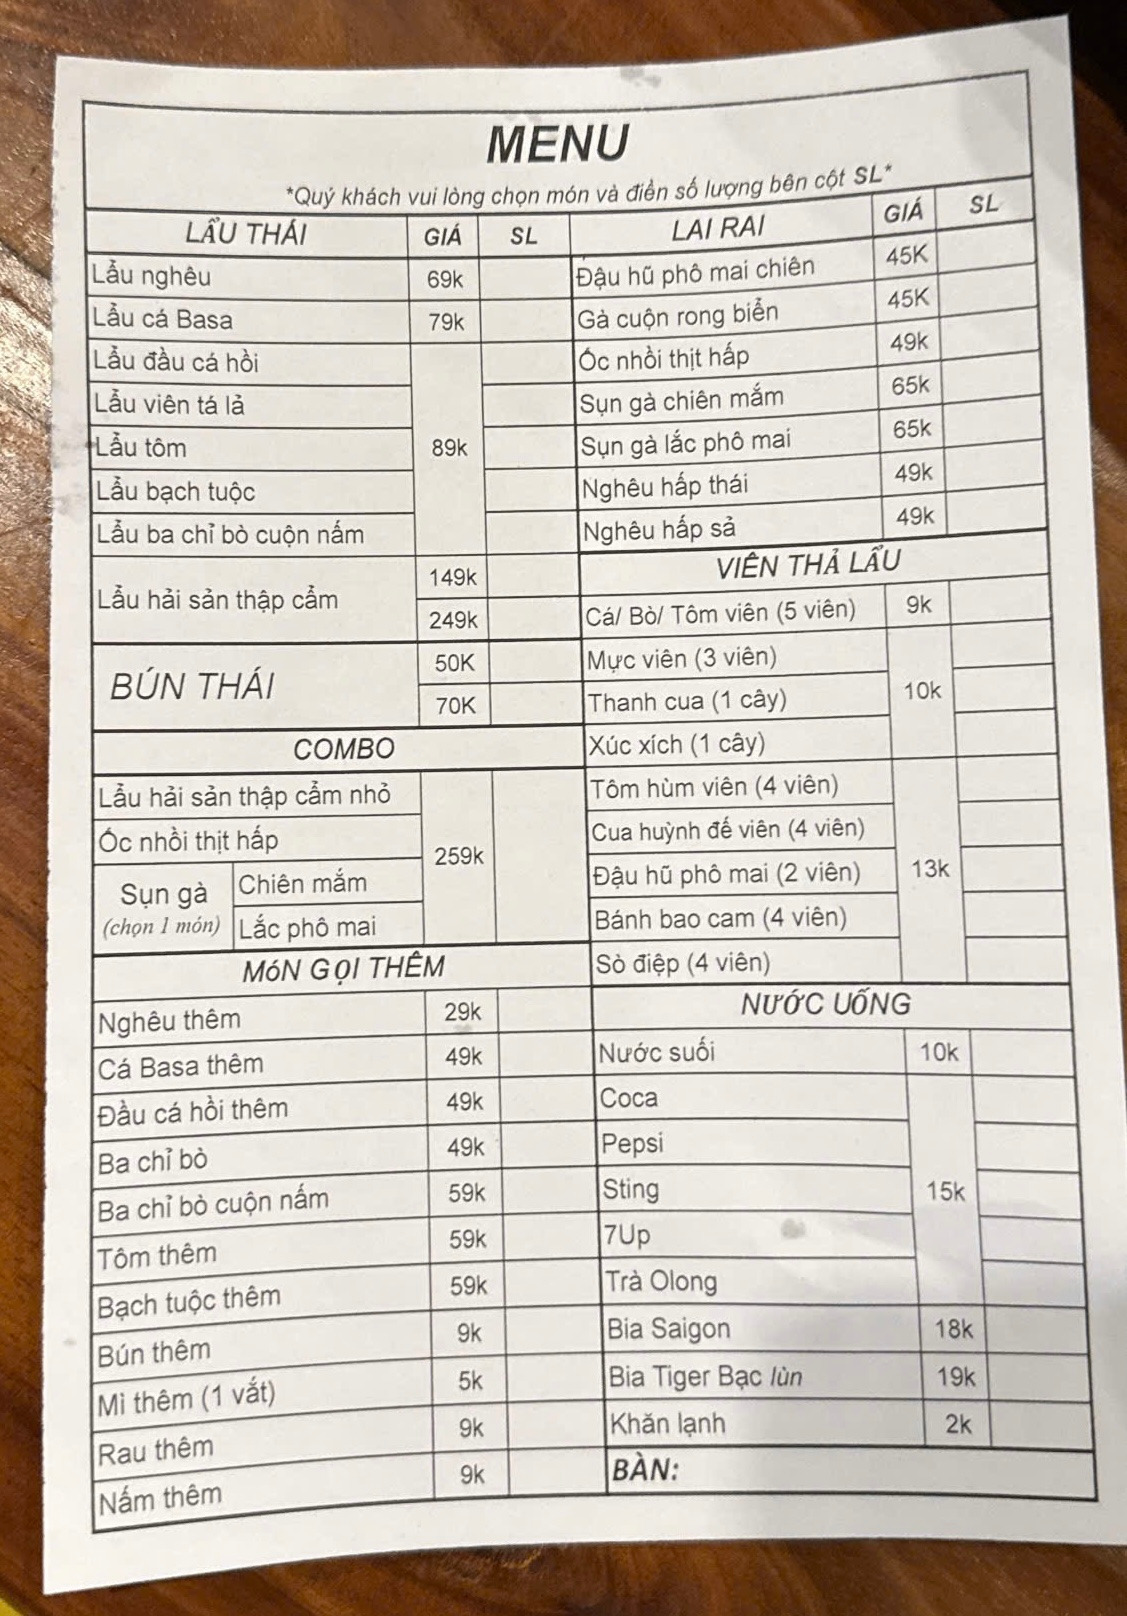 MENU
*Quý khách vui lòng chọn món và điền số lượng bên cột SL*
LẨU THÁI GIÁ SL
Lẩu nghêu 69k
Lẩu cá Basa 79k
Lẩu đầu cá hồi
Lẩu viên tá lả
Lẩu tôm 89k
Lẩu bạch tuộc
Lẩu ba chỉ bò cuộn nấm
Lẩu hải sản thập cẩm 149k
249k
BÚN THÁI 50K
70K
COMBO
Lẩu hải sản thập cẩm nhỏ
Óc nhồi thịt hấp
259k
Sụn gà Chiên mắm
(chọn 1 món) Lắc phô mai
MÓN GỌI THÊM
Nghêu thêm 29k
Cá Basa thêm 49k
Đầu cá hồi thêm 49k
Ba chỉ bò 49k
Ba chỉ bò cuộn nấm 59k
Tôm thêm 59k
Bạch tuộc thêm 59k
Bún thêm 9k
Mì thêm (1 vắt) 5k
Rau thêm 9k
Nấm thêm 9k
LAI RAI GIÁ SL
Đậu hũ phô mai chiên 45K
Gà cuộn rong biển 45K
Óc nhồi thịt hấp 49k
Sụn gà chiên mắm 65k
Sụn gà lắc phô mai 65k
Nghêu hấp thái 49k
Nghêu hấp sả 49k
VIÊN THẢ LẨU
Cá/ Bò/ Tôm viên (5 viên) 9k
Mực viên (3 viên)
Thanh cua (1 cây) 10k
Xúc xích (1 cây)
Tôm hùm viên (4 viên)
Cua huỳnh đế viên (4 viên)
Đậu hũ phô mai (2 viên) 13k
Bánh bao cam (4 viên)
Sò điệp (4 viên)
NƯỚC UỐNG
Nước suối 10k
Coca
Pepsi
Sting 15k
7Up
Trà Olong
Bia Saigon 18k
Bia Tiger Bạc lùn 19k
Khăn lạnh 2k
BÀN: